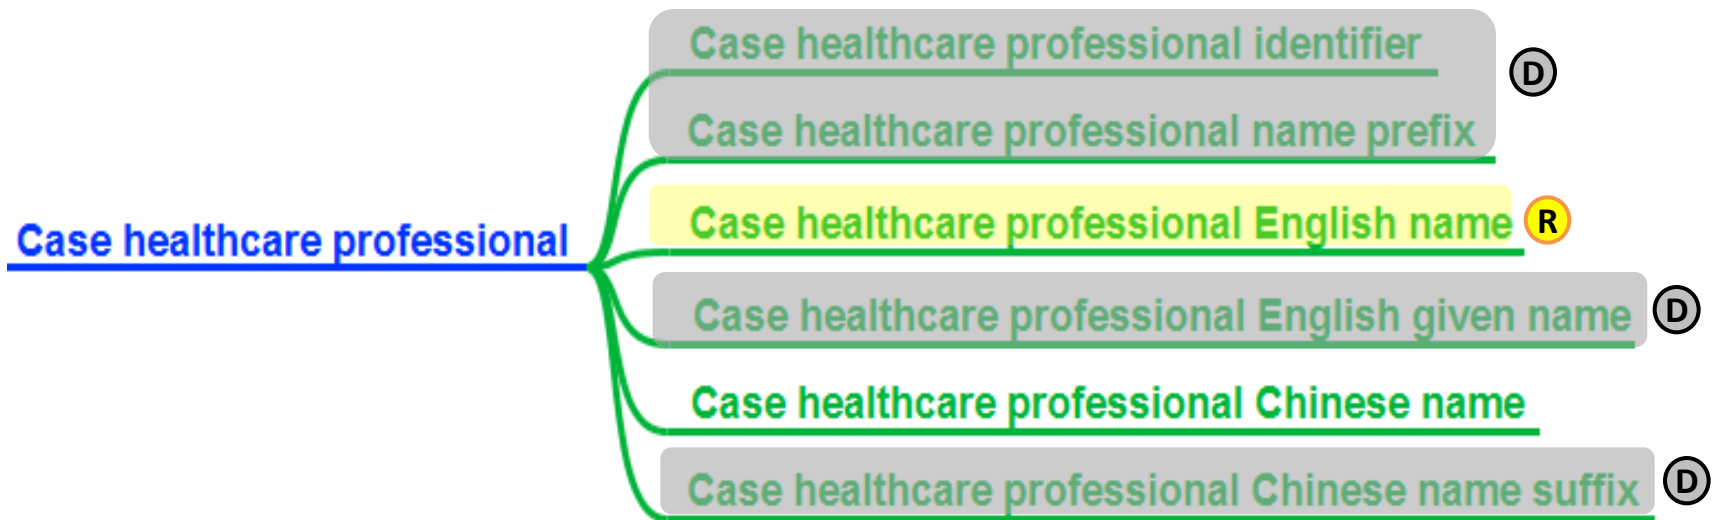 Case healthcare professional identifier
D
Case healthcare professional name prefix
Case healthcare professional English name R
Case healthcare professional
Case healthcare professional English given name D
Case healthcare professional Chinese name
Case healthcare professional Chinese name suffix D